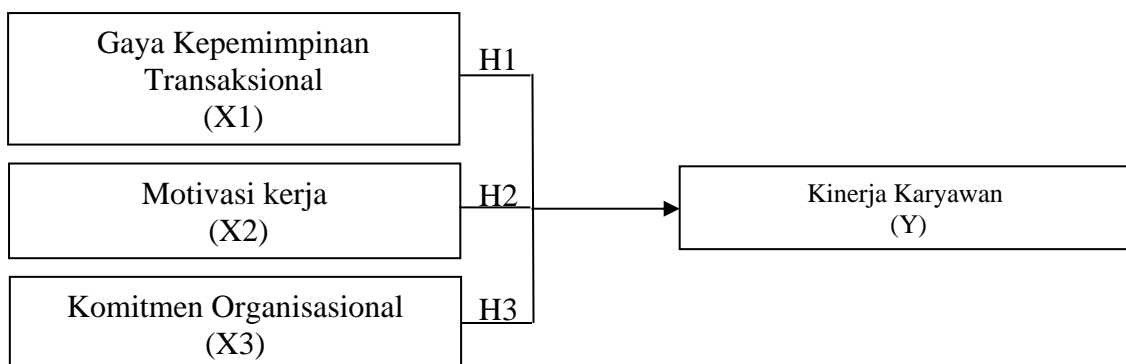 Gaya Kepemimpinan
Transaksional
(X1)
H1
Motivasi kerja
(X2)
H2
Kinerja Karyawan
(Y)
Komitmen Organisasional
(X3)
H3